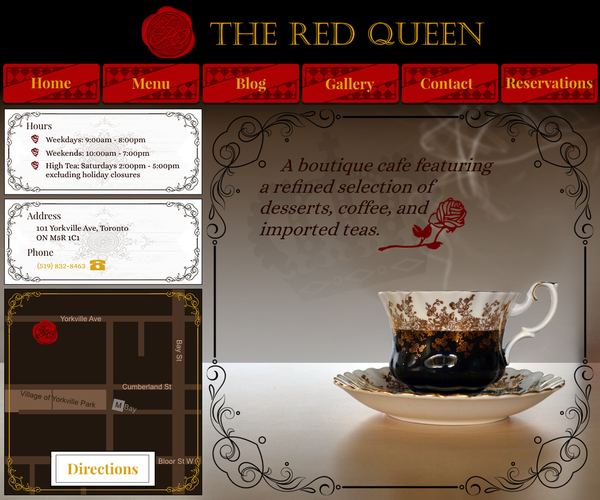 THE RED QUEEN
Home
Menu
Blog
Gallery
Contact
Reservations
Hours
Weekdays: 9:00am - 8:00pm
Weekends: 10:00am - 7:00pm
High Tea: Saturdays 2:00pm - 5:00pm
excluding holiday closures
Address
101 Yorkville Ave, Toronto
ON M5R 1C1
Phone
(519) 832-8463
A boutique cafe featuring
a refined selection of
desserts, coffee, and
imported teas.
Yorkville Ave
Bay St
Cumberland St
Village of Yorkville Park
M Bay
Bloor St W
Directions